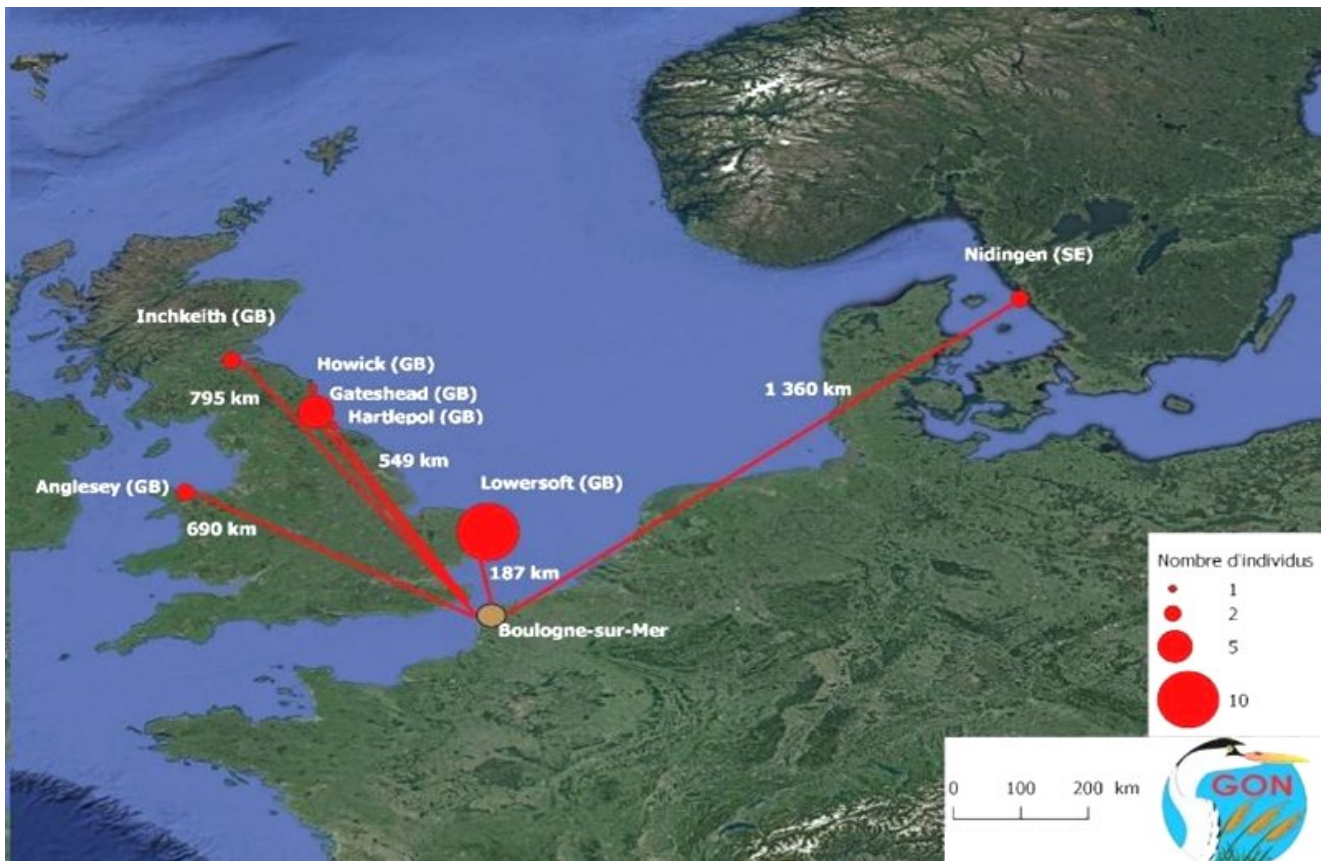 Nidingen (SE)
Inchkeith (GB)
Howick (GB)
Gateshead (GB)
Hartlepol (GB)
795 km
1 360 km
549 km
Anglesey (GB)
Lowersoft (GB)
690 km
187 km
Boulogne-sur-Mer
Nombre d'individus
1
2
5
10
0 100 200 km
GON